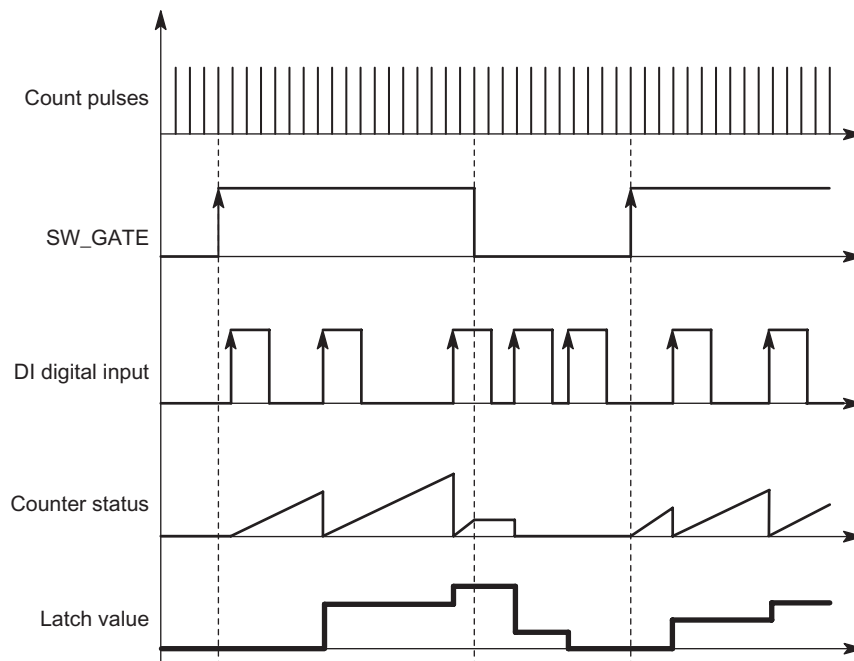 Count pulses
SW_GATE
DI digital input
Counter status
Latch value